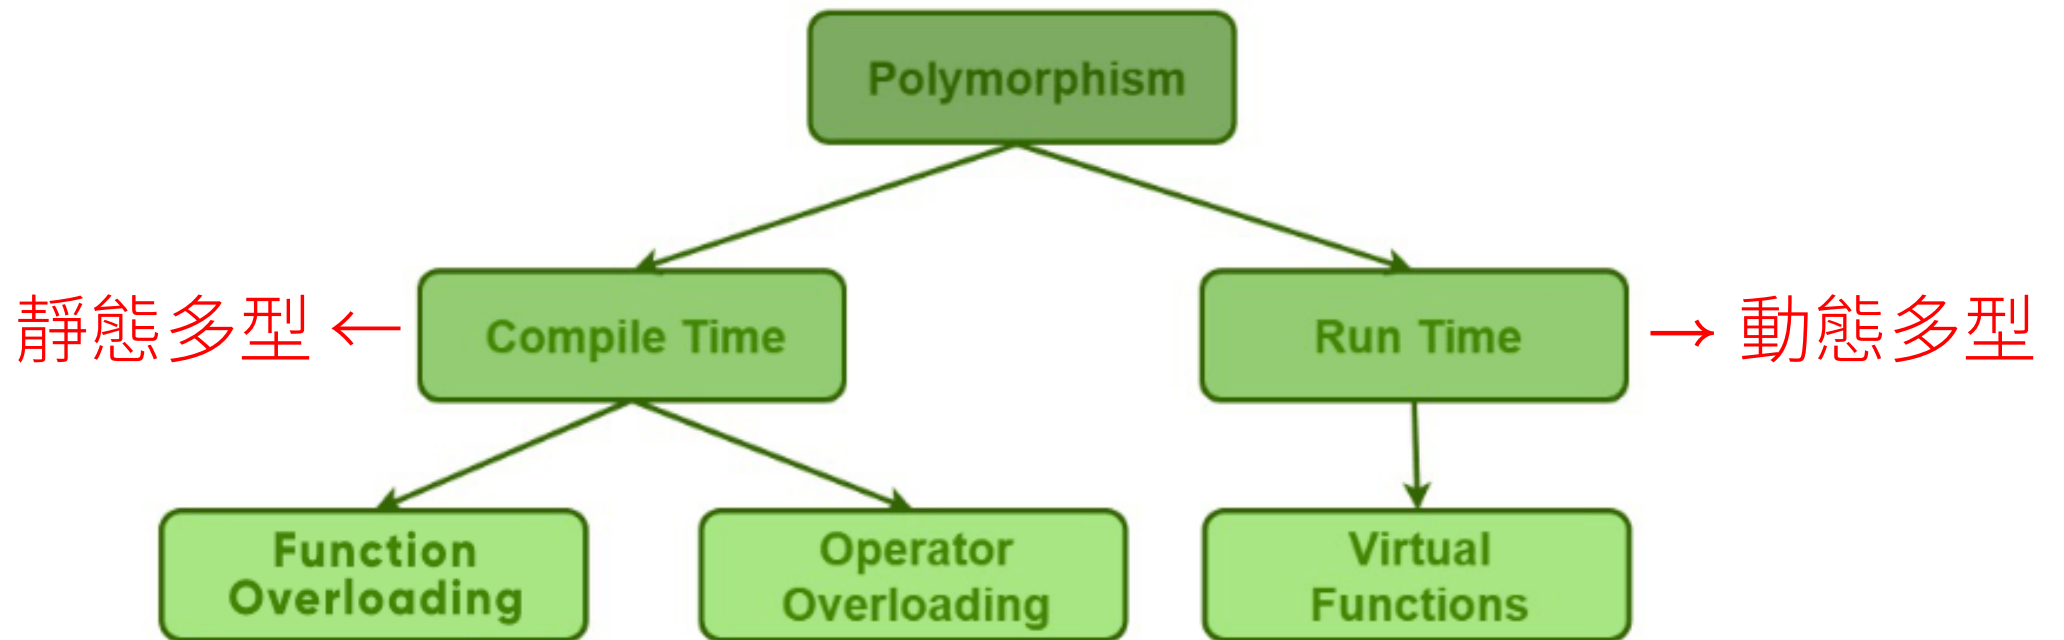 Polymorphism
靜態多型 ←
Compile Time
Run Time
→ 動態多型
Function
Overloading
Operator
Overloading
Virtual
Functions